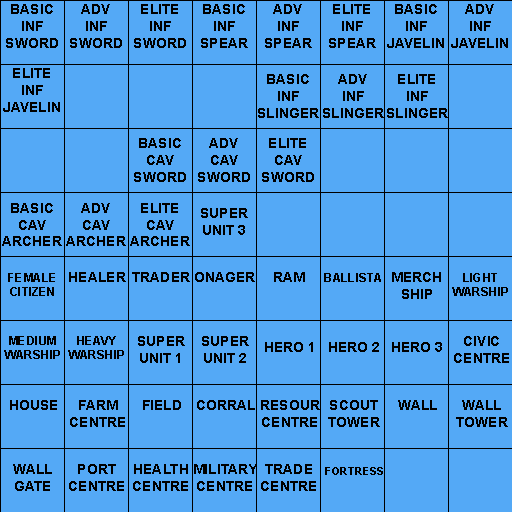 BASIC INF SWORD
ADV INF SWORD
ELITE INF SWORD
BASIC INF SPEAR
ADV INF SPEAR
ELITE INF SPEAR
BASIC INF JAVELIN
ADV INF JAVELIN
ELITE INF JAVELIN
BASIC INF SLINGER
ADV INF SLINGER
ELITE INF SLINGER
BASIC CAV SWORD
ADV CAV SWORD
ELITE CAV SWORD
BASIC CAV ARCHER
ADV CAV ARCHER
ELITE CAV ARCHER
SUPER UNIT 3
FEMALE CITIZEN
HEALER
TRADER
ONAGER
RAM
BALLISTA
MERCH SHIP
LIGHT WARSHIP
MEDIUM WARSHIP
HEAVY WARSHIP
SUPER UNIT 1
SUPER UNIT 2
HERO 1
HERO 2
HERO 3
CIVIC CENTRE
HOUSE
FARM CENTRE
FIELD
CORRAL
RESOUR CENTRE
SCOUT TOWER
WALL
WALL TOWER
WALL GATE
PORT CENTRE
HEALTH CENTRE
MILITARY CENTRE
TRADE CENTRE
FORTRESS